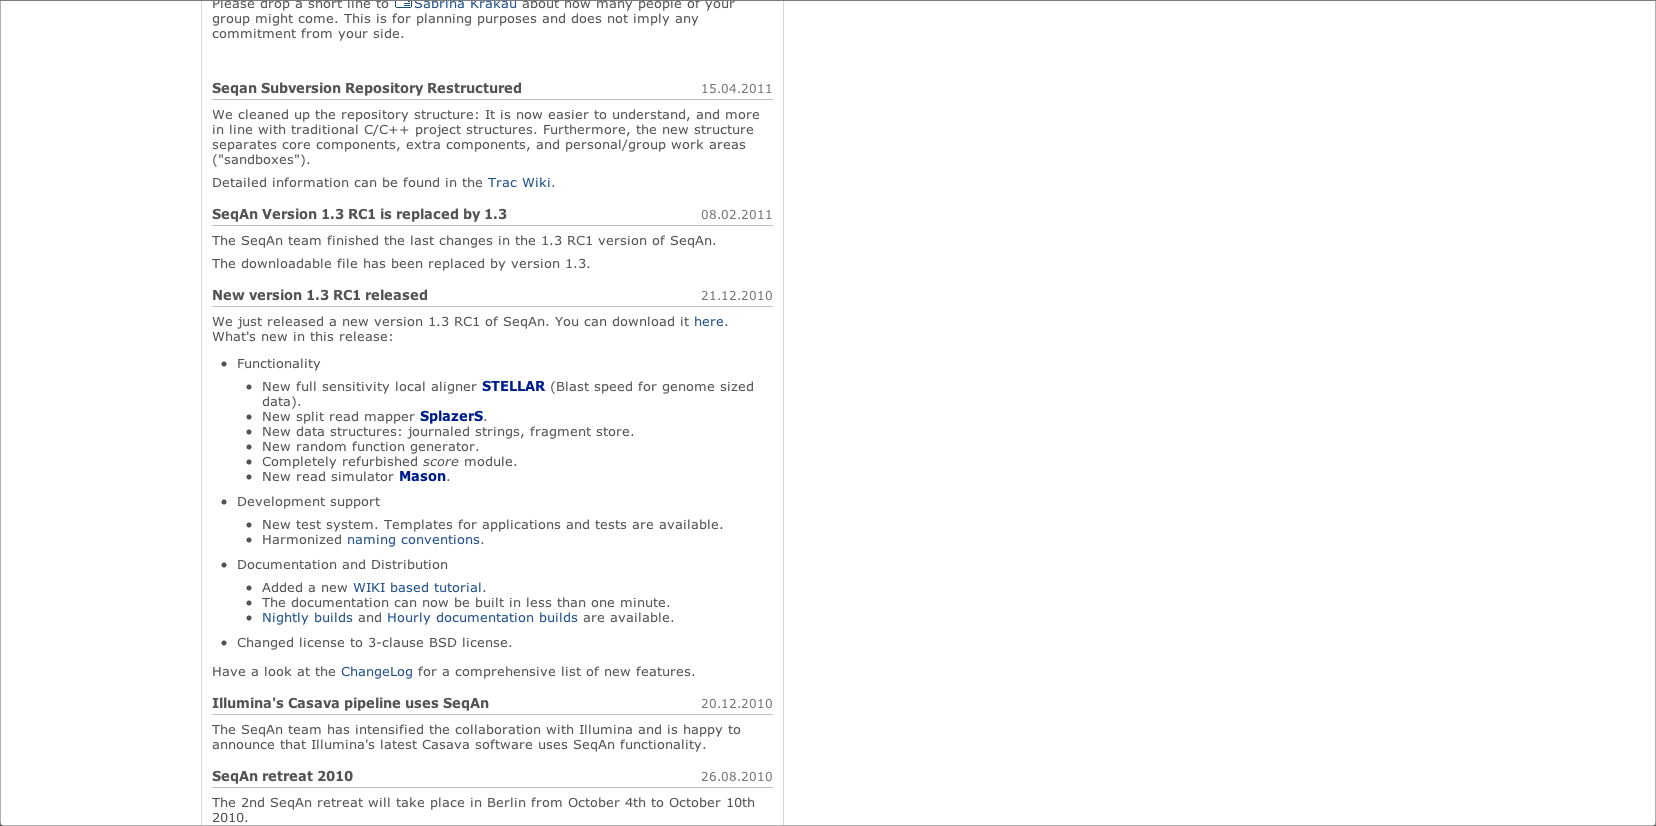 Please drop a short line to Sabrina Krakau about how many people of your
group might come. This is for planning purposes and does not imply any
commitment from your side.
Seqan Subversion Repository Restructured 15.04.2011
We cleaned up the repository structure: It is now easier to understand, and more
in line with traditional C/C++ project structures. Furthermore, the new structure
separates core components, extra components, and personal/group work areas
("sandboxes").
Detailed information can be found in the Trac Wiki.
SeqAn Version 1.3 RC1 is replaced by 1.3 08.02.2011
The SeqAn team finished the last changes in the 1.3 RC1 version of SeqAn.
The downloadable file has been replaced by version 1.3.
New version 1.3 RC1 released 21.12.2010
We just released a new version 1.3 RC1 of SeqAn. You can download it here.
What's new in this release:
• Functionality
• New full sensitivity local aligner STELLAR (Blast speed for genome sized
data).
• New split read mapper SplazerS.
• New data structures: journaled strings, fragment store.
• New random function generator.
• Completely refurbished score module.
• New read simulator Mason.
• Development support
• New test system. Templates for applications and tests are available.
• Harmonized naming conventions.
• Documentation and Distribution
• Added a new WIKI based tutorial.
• The documentation can now be built in less than one minute.
• Nightly builds and Hourly documentation builds are available.
• Changed license to 3-clause BSD license.
Have a look at the ChangeLog for a comprehensive list of new features.
Illumina's Casava pipeline uses SeqAn 20.12.2010
The SeqAn team has intensified the collaboration with Illumina and is happy to
announce that Illumina's latest Casava software uses SeqAn functionality.
SeqAn retreat 2010 26.08.2010
The 2nd SeqAn retreat will take place in Berlin from October 4th to October 10th
2010.